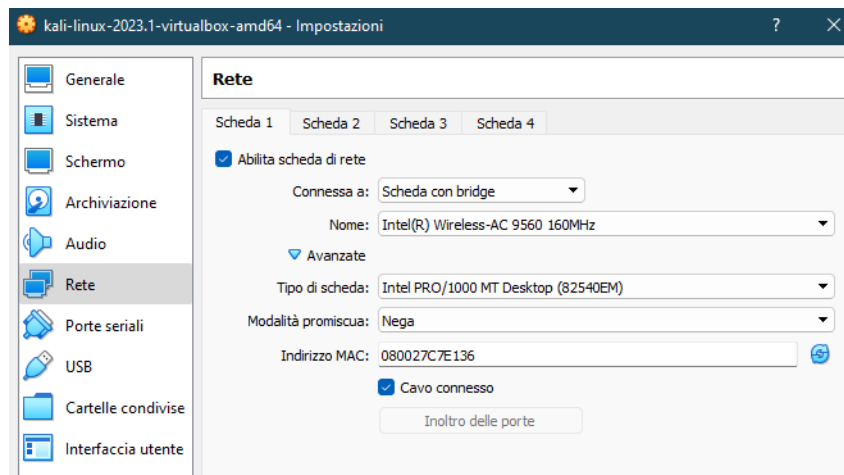 kali-linux-2023.1-virtualbox-amd64 - Impostazioni ?
Generale
Sistema
Schermo
Archiviazione
Audio
Rete
Porte seriali
USB
Cartelle condivise
Interfaccia utente
Rete
Scheda 1 Scheda 2 Scheda 3 Scheda 4
Abilita scheda di rete
Connessa a: Scheda con bridge
Nome: Intel(R) Wireless-AC 9560 160MHz
Avanzate
Tipo di scheda: Intel PRO/1000 MT Desktop (82540EM)
Modalità promiscua: Nega
Indirizzo MAC: 080027C7E136
Cavo connesso
Inoltro delle porte